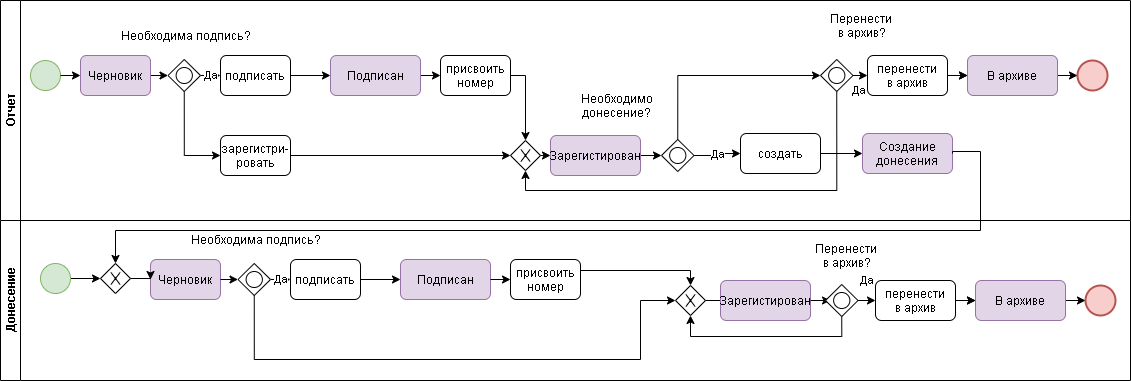 Отчет
Необходима подпись?
Черновик
Да
подписать
Подписан
присвоить
номер
зарегистри-
ровать
X
Зарегистирован
Необходимо
донесение?
Да
создать
Создание
донесения
Перенести
в архив?
Да
перенести
в архив
В архиве
Донесение
X
Необходима подпись?
Черновик
Да
подписать
Подписан
присвоить
номер
X
Зарегистирован
Перенести
в архив?
Да
перенести
в архив
В архиве